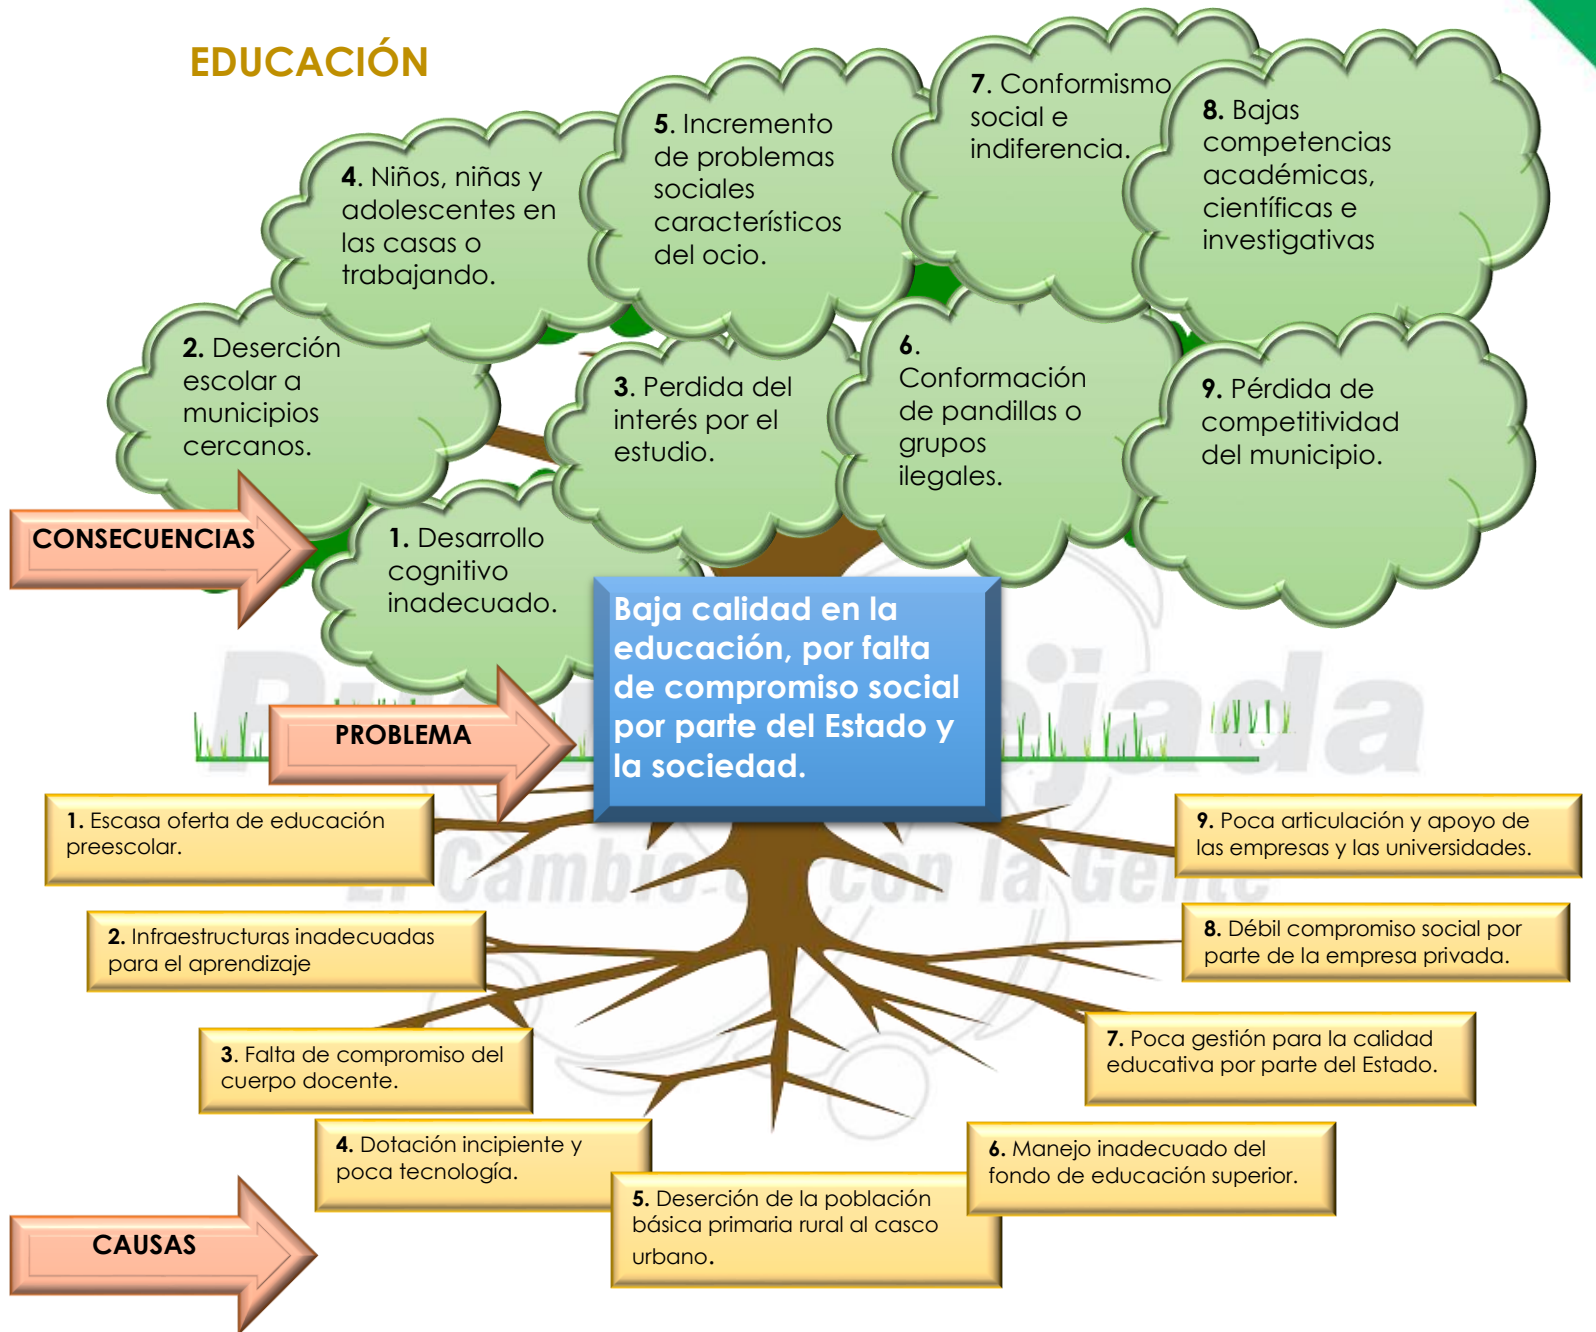 EDUCACIÓN
7. Conformismo
social e
indiferencia.
8. Bajas
competencias
académicas,
científicas e
investigativas
5. Incremento
de problemas
sociales
característicos
del ocio.
4. Niños, niñas y
adolescentes en
las casas o
trabajando.
2. Deserción
escolar a
municipios
cercanos.
3. Perdida del
interés por el
estudio.
6.
Conformación
de pandillas o
grupos
ilegales.
9. Pérdida de
competitividad
del municipio.
CONSECUENCIAS
1. Desarrollo
cognitivo
inadecuado.
Baja calidad en la
educación, por falta
de compromiso social
por parte del Estado y
la sociedad.
PROBLEMA
1. Escasa oferta de educación
preescolar.
9. Poca articulación y apoyo de
las empresas y las universidades.
El Cambio con la Gente
2. Infraestructuras inadecuadas
para el aprendizaje
8. Débil compromiso social por
parte de la empresa privada.
3. Falta de compromiso del
cuerpo docente.
7. Poca gestión para la calidad
educativa por parte del Estado.
4. Dotación incipiente y
poca tecnología.
6. Manejo inadecuado del
fondo de educación superior.
5. Deserción de la población
básica primaria rural al casco
urbano.
CAUSAS